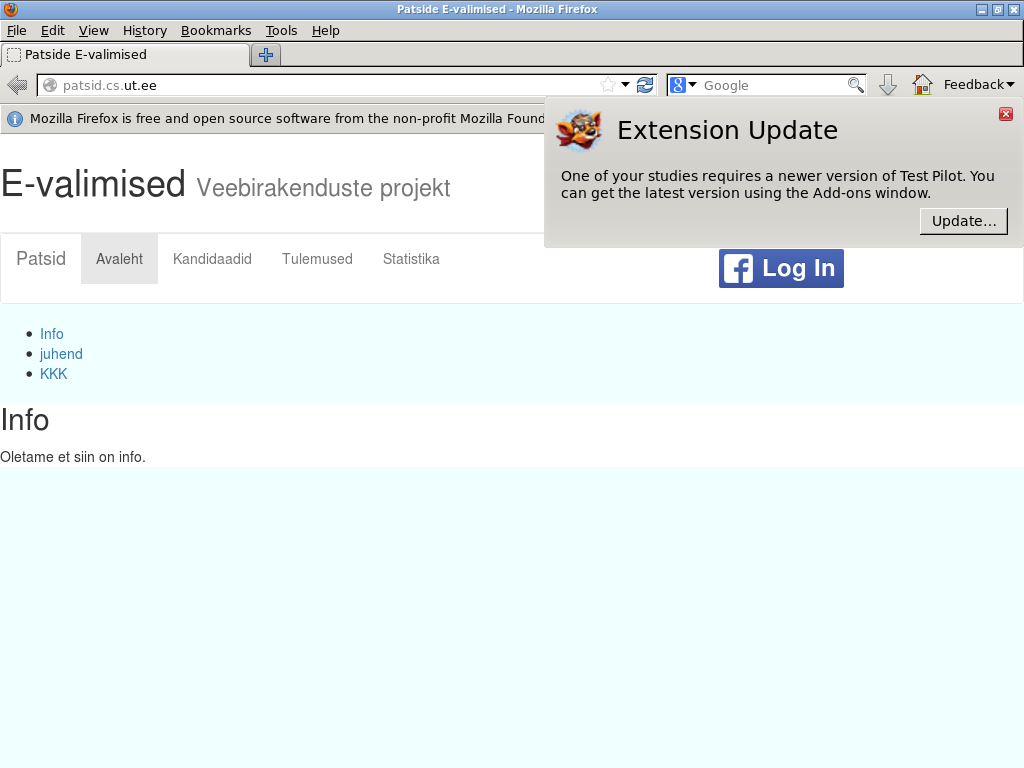 Patside E-valimised - Mozilla Firefox
File Edit View History Bookmarks Tools Help
Patside E-valimised
patsid.cs.ut.ee
Google
Feedback
Mozilla Firefox is free and open source software from the non-profit Mozilla Found
Extension Update
One of your studies requires a newer version of Test Pilot. You
can get the latest version using the Add-ons window.
Update...
E-valimised Veebirakenduste projekt
Patsid Avaleht Kandidaadid Tulemused Statistika
Log In
Info
juhend
KKK
Info
Oletame et siin on info.